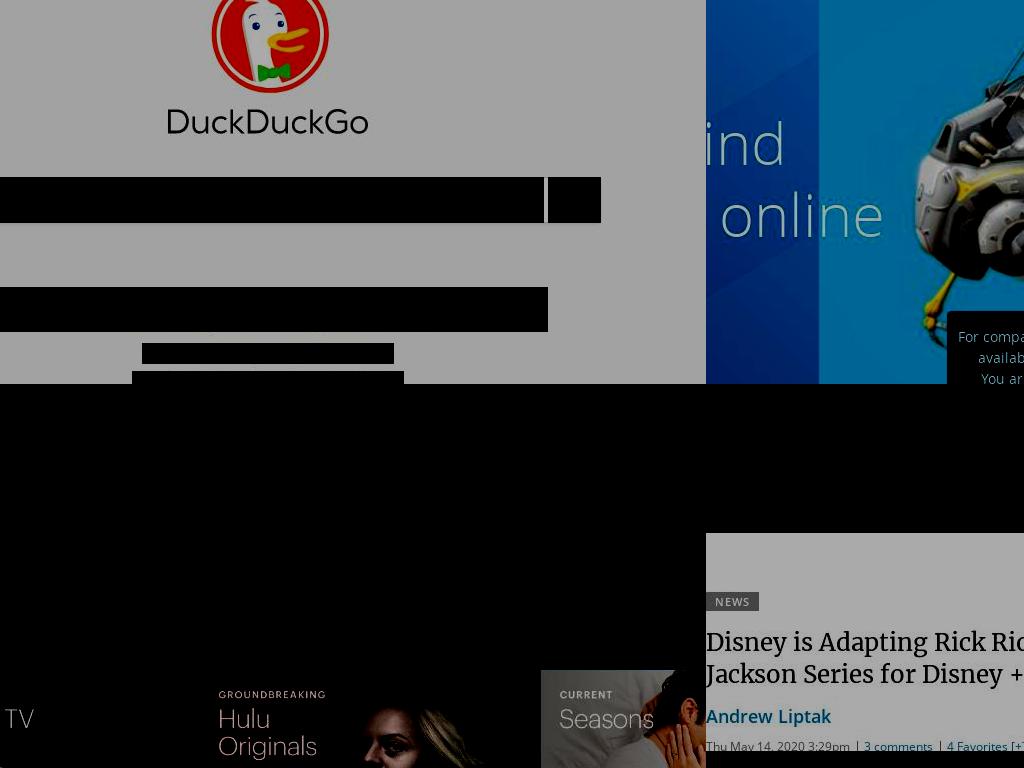 DuckDuckGo
ind
online
For compa
availab
You ar
TV
GROUNDBREAKING
Hulu
Originals
CURRENT
Seasons
NEWS
Disney is Adapting Rick Rio
Jackson Series for Disney +
Andrew Liptak
Thu May 14, 2020 3:29pm | 3 comments | 4 Favorites [+]